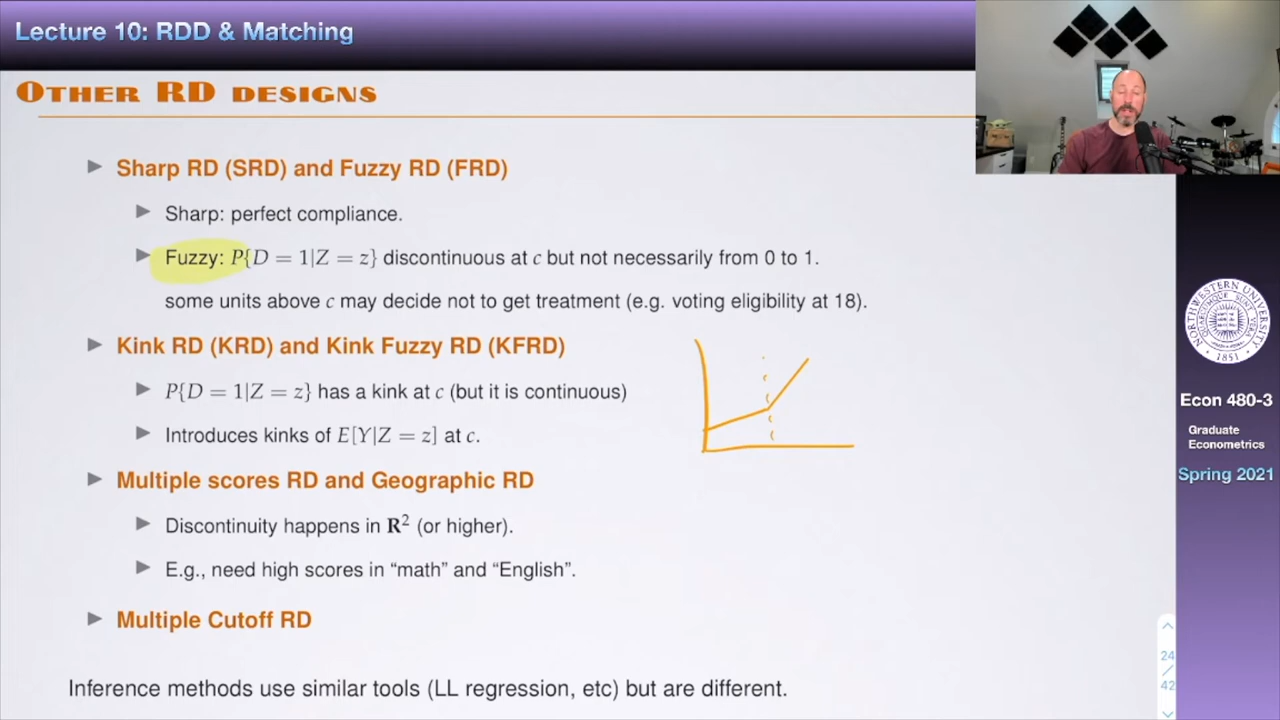 Lecture 10: RDD & Matching
OTHER RD DESIGNS
Sharp RD (SRD) and Fuzzy RD (FRD)
Sharp: perfect compliance.
Fuzzy: P{D = 1|Z = z} discontinuous at c but not necessarily from 0 to 1.
some units above c may decide not to get treatment (e.g. voting eligibility at 18).
Kink RD (KRD) and Kink Fuzzy RD (KFRD)
P{D = 1|Z = z} has a kink at c (but it is continuous)
Introduces kinks of E[Y|Z = z] at c.
Multiple scores RD and Geographic RD
Discontinuity happens in R² (or higher).
E.g., need high scores in “math” and “English”.
Multiple Cutoff RD
Inference methods use similar tools (LL regression, etc) but are different.
NORTHWESTERN UNIVERSITY
1851
Econ 480-3
Graduate
Econometrics
Spring 2021
24
/
42